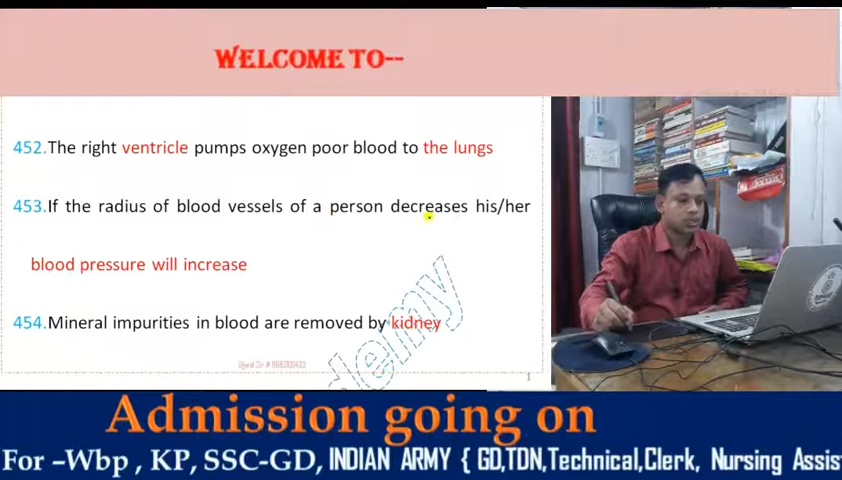 WELCOME TO--
452.The right ventricle pumps oxygen poor blood to the lungs
453.If the radius of blood vessels of a person decreases his/her
blood pressure will increase
454.Mineral impurities in blood are removed by kidney
demy
1
Admission going on
For –Wbp , KP, SSC-GD, INDIAN ARMY { GD,TDN,Technical,Clerk, Nursing Assis